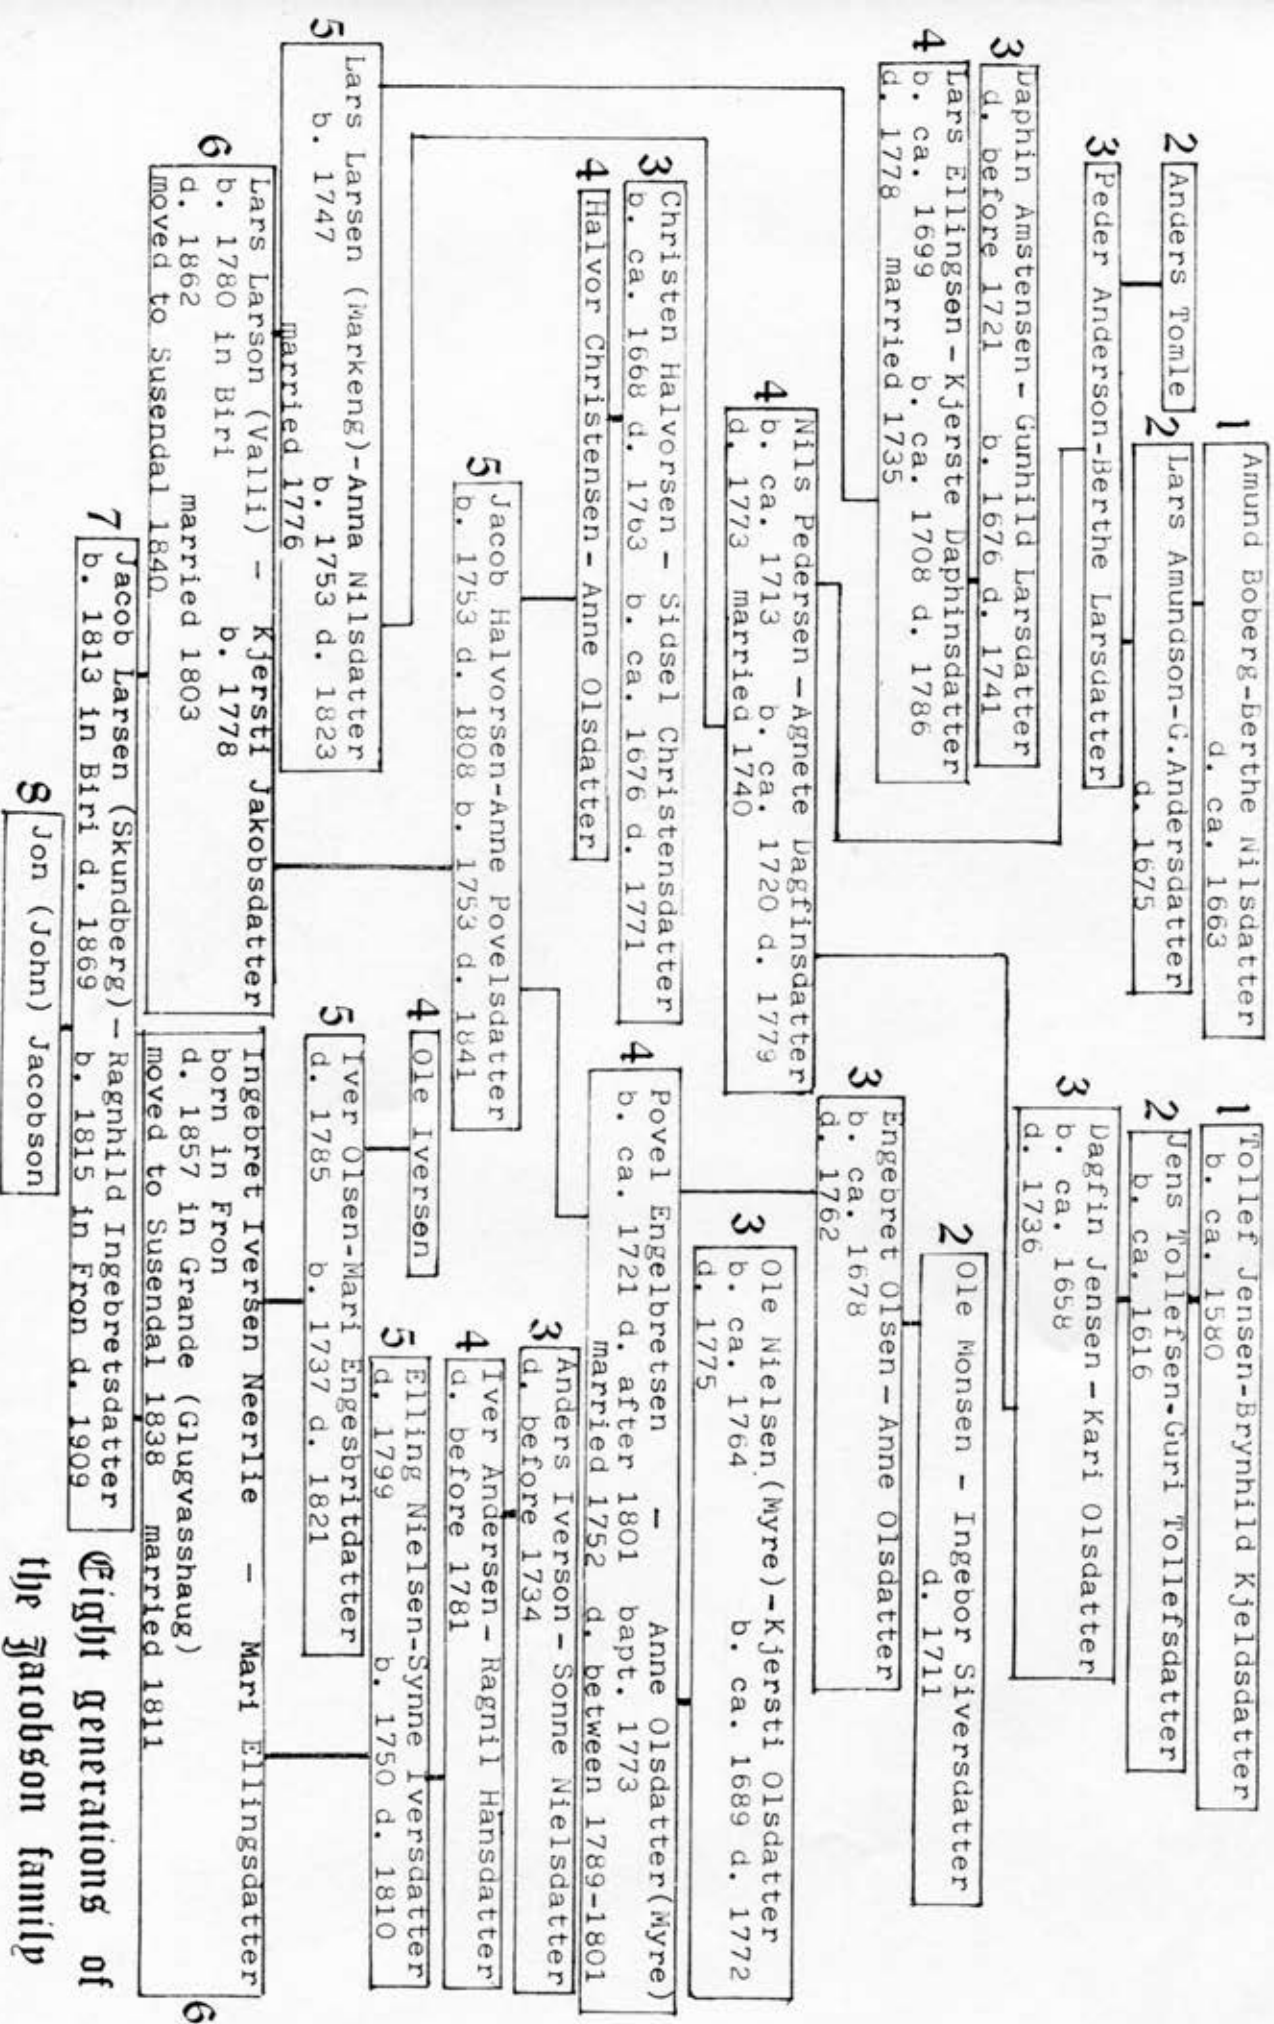 1
Amund Boberg-Berthe Nilsdatter
d. ca. 1663
1
Tollef Jensen-Brynhild Kjeldsdatter
b. ca. 1580
2
Anders Tomle
2
Lars Amundson-G.Andersdatter
d. 1675
2
Jens Tollefsen-Guri Tollefsdatter
b. ca. 1616
3
Peder Anderson-Berthe Larsdatter
3
Dagfin Jensen-Kari Olsdatter
b. ca. 1658
d. 1736
3
Daphin Amstensen- Gunhild Larsdatter
d. before 1721 b. 1676 d. 1741
4
Lars Ellingsen-Kjerste Daphinsdatter
b. ca. 1699 b. ca. 1708 d. 1786
d. 1778 married 1735
2
Ole Monsen - Ingebor Siversdatter
d. 1711
3
Engebret Olsen-Anne Olsdatter
b. ca. 1678
d. 1762
4
Nils Pedersen-Agnete Dagfinsdatter
b. ca. 1713 b. ca. 1720 d. 1779
d. 1773 married 1740
3
Ole Nielsen (Myre)-Kjersti Olsdatter
b. ca. 1764 b. ca. 1689 d. 1772
d. 1775
3
Christen Halvorsen - Sidsel Christensdatter
b. ca. 1668 d. 1763 b. ca. 1676 d. 1771
4
Halvor Christensen- Anne Olsdatter
4
Povel Engelbretsen - Anne Olsdattter(Myre)
b. ca. 1721 d. after 1801 bapt. 1773
married 1752 d. between 1789-1801
3
Anders Iverson-Sonne Nielsdatter
d. before 1734
5
Jacob Halvorsen-Anne Povelsdatter
b. 1753 d. 1808 b. 1753 d. 1841
4
Iver Andersen-Ragnil Hansdatter
d. before 1781
4
Ole Iversen
5
Elling Nielsen-Synne Iversdatter
d. 1799 b. 1750 d. 1810
5
Lars Larsen (Markeng)-Anna Nilsdatter
b. 1747 b. 1753 d. 1823
married 1776
5
Iver Olsen-Mari Engesbritdatter
d. 1785 b. 1737 d. 1821
6
Lars Larson (Valli) - Kjersti Jakobsdatter
b. 1780 in Biri b. 1778
d. 1862 married 1803
moved to Susendal 1840
Ingebret Iversen Neerlie - Mari Ellingsdatter
born in Fron
d. 1857 in Grande (Glugvasshaug)
moved to Susendal 1838 married 1811
6
7
Jacob Larsen (Skundberg)-Ragnhild Ingebretsdatter
b. 1813 in Biri d. 1869 b. 1815 in Fron d. 1909
8
Jon (John) Jacobson
Eight generations of
the Jacobson family